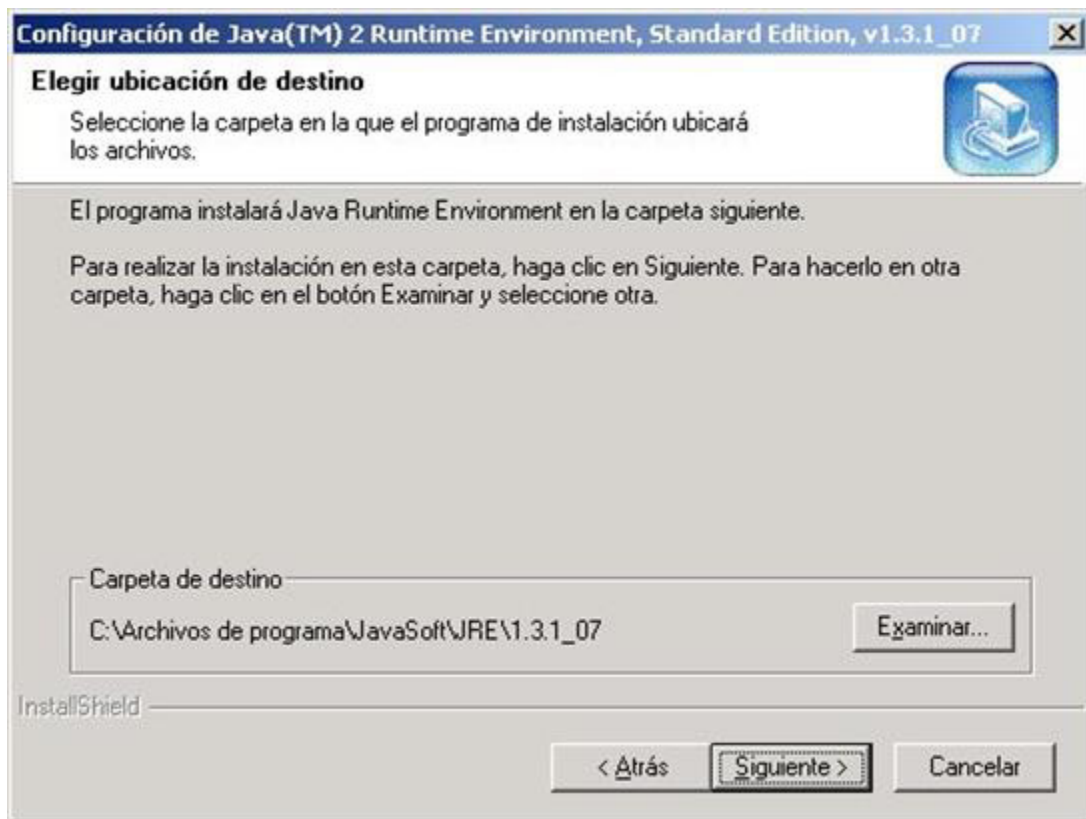 Configuración de Java(TM) 2 Runtime Environment, Standard Edition, v1.3.1_07
Elegir ubicación de destino
Seleccione la carpeta en la que el programa de instalación ubicará
los archivos.
El programa instalará Java Runtime Environment en la carpeta siguiente.
Para realizar la instalación en esta carpeta, haga clic en Siguiente. Para hacerlo en otra
carpeta, haga clic en el botón Examinar y seleccione otra.
Carpeta de destino
C:\Archivos de programa\JavaSoft\JRE\1.3.1_07
Examinar...
InstallShield
< Atrás
Siguiente >
Cancelar